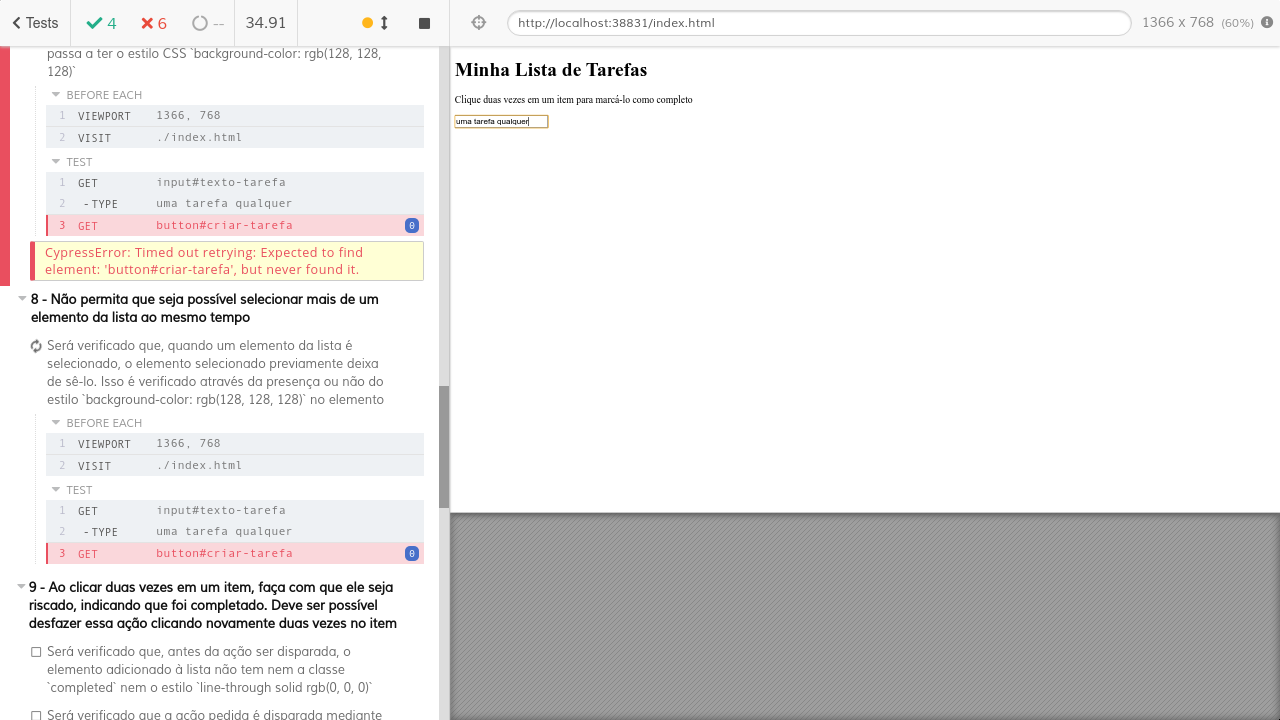 Tests
4
6
--
34.91
http://localhost:38831/index.html
1366 x 768 (60%)
passa a ter o estilo CSS `background-color: rgb(128, 128,
128)`
BEFORE EACH
1 VIEWPORT 1366, 768
2 VISIT ./index.html
TEST
1 GET input#texto-tarefa
2 -TYPE uma tarefa qualquer
3 GET button#criar-tarefa 0
CypressError: Timed out retrying: Expected to find
element: 'button#criar-tarefa', but never found it.
8 - Não permita que seja possível selecionar mais de um
elemento da lista ao mesmo tempo
Será verificado que, quando um elemento da lista é
selecionado, o elemento selecionado previamente deixa
de sê-lo. Isso é verificado através da presença ou não do
estilo `background-color: rgb(128, 128, 128)` no elemento
BEFORE EACH
1 VIEWPORT 1366, 768
2 VISIT ./index.html
TEST
1 GET input#texto-tarefa
2 -TYPE uma tarefa qualquer
3 GET button#criar-tarefa 0
9 - Ao clicar duas vezes em um item, faça com que ele seja
riscado, indicando que foi completado. Deve ser possível
desfazer essa ação clicando novamente duas vezes no item
Será verificado que, antes da ação ser disparada, o
elemento adicionado à lista não tem nem a classe
`completed` nem o estilo `line-through solid rgb(0, 0, 0)`
Será verificado que a ação pedida é disparada mediante
Minha Lista de Tarefas
Clique duas vezes em um item para marcá-lo como completo
uma tarefa qualquer